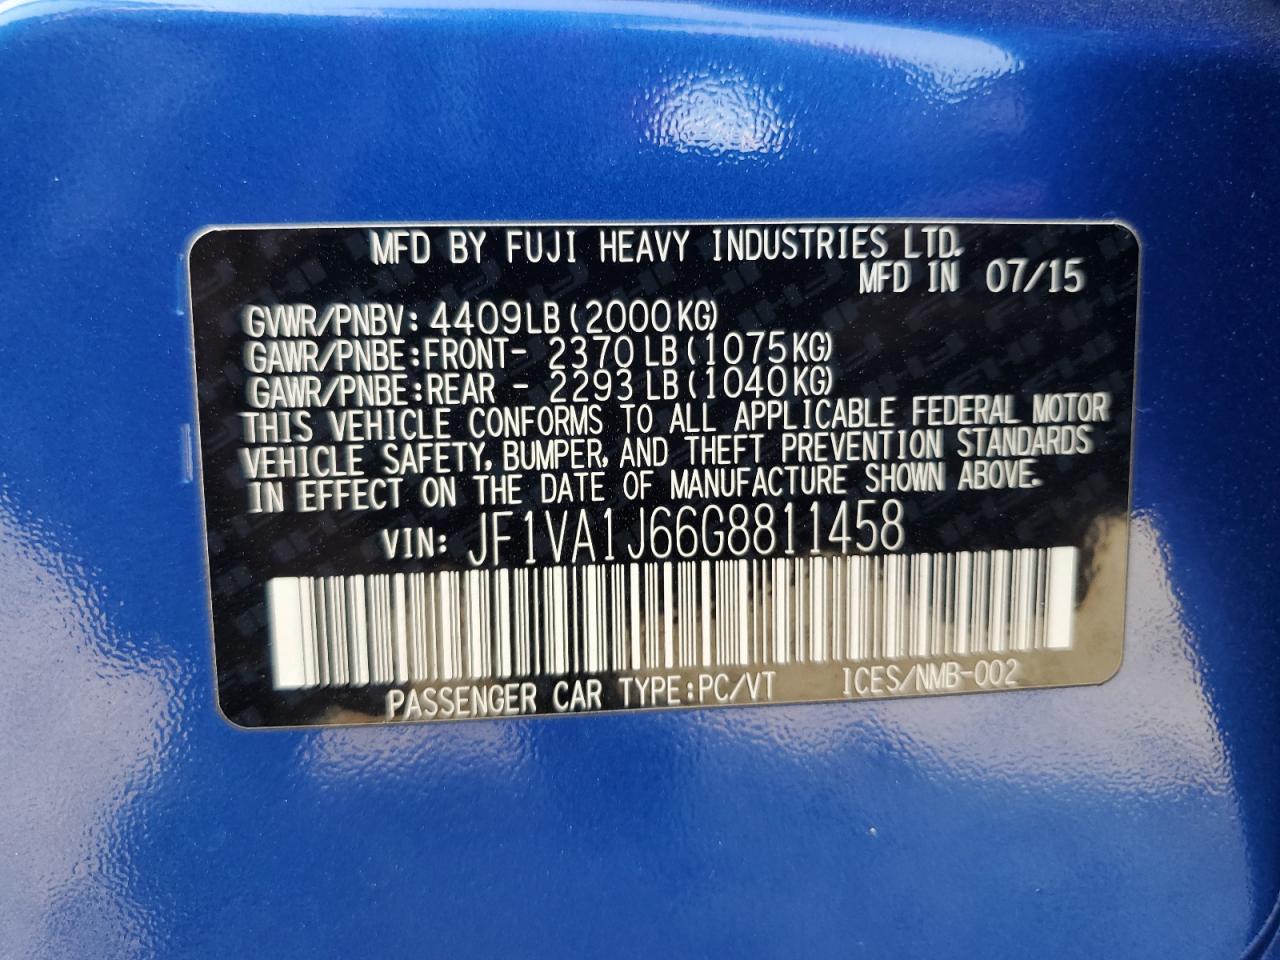 MFD BY FUJI HEAVY INDUSTRIES LTD.
MFD IN 07/15
GVWR/PNBV: 4409LB (2000KG)
GAWR/PNBE:FRONT- 2370 LB (1075KG)
GAWR/PNBE:REAR - 2293 LB (1040KG)
THIS VEHICLE CONFORMS TO ALL APPLICABLE FEDERAL MOTOR
VEHICLE SAFETY, BUMPER, AND THEFT PREVENTION STANDARDS
IN EFFECT ON THE DATE OF MANUFACTURE SHOWN ABOVE.
VIN: JF1VA1J66G8811458
PASSENGER CAR TYPE:PC/VT ICES/NMB-002